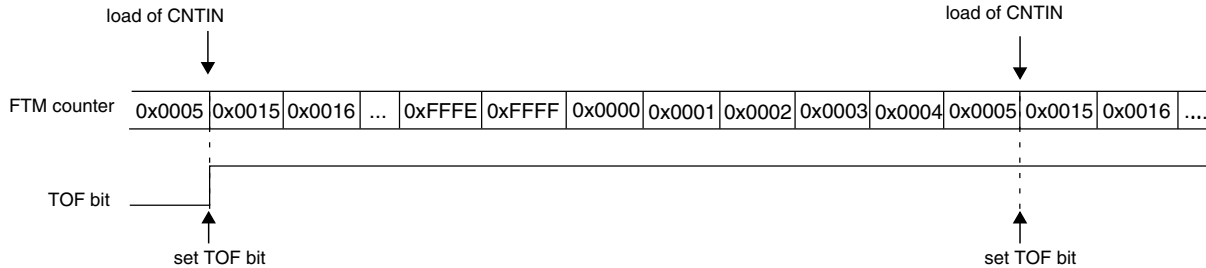 load of CNTIN load of CNTIN
FTM counter 0x0005 0x0015 0x0016 ... 0xFFFE 0xFFFF 0x0000 0x0001 0x0002 0x0003 0x0004 0x0005 0x0015 0x0016 ....
TOF bit
set TOF bit set TOF bit